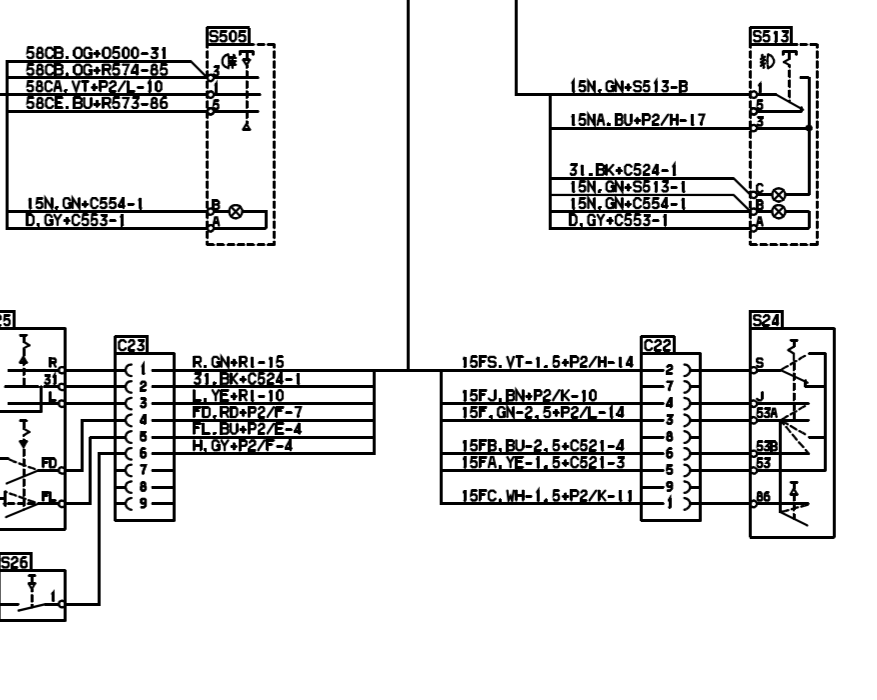 S505
58CB.OG+O500-31
58CB.OG+R574-85
3
58CA.VT+P2/L-10
1
58CE.BU+R573-86
5
15N.GN+C554-1
B
D.GY+C553-1
A
S513
15N.GN+S513-B
1
5
15NA.BU+P2/H-17
3
31.BK+C524-1
C
15N.GN+S513-1
15N.GN+C554-1
B
D.GY+C553-1
A
25
R
31
L
FD
FL
C23
1
R.GN+R1-15
2
31.BK+C524-1
3
L.YE+R1-10
4
FD.RD+P2/F-7
5
FL.BU+P2/E-4
6
H.GY+P2/F-4
7
8
9
S26
1
C22
15FS.VT-1.5+P2/H-14
2
7
15FJ.BN+P2/K-10
4
15F.GN-2.5+P2/L-14
3
8
15FB.BU-2.5+C521-4
6
15FA.YE-1.5+C521-3
5
9
15FC.WH-1.5+P2/K-11
1
S24
S
J
53A
53B
53
86